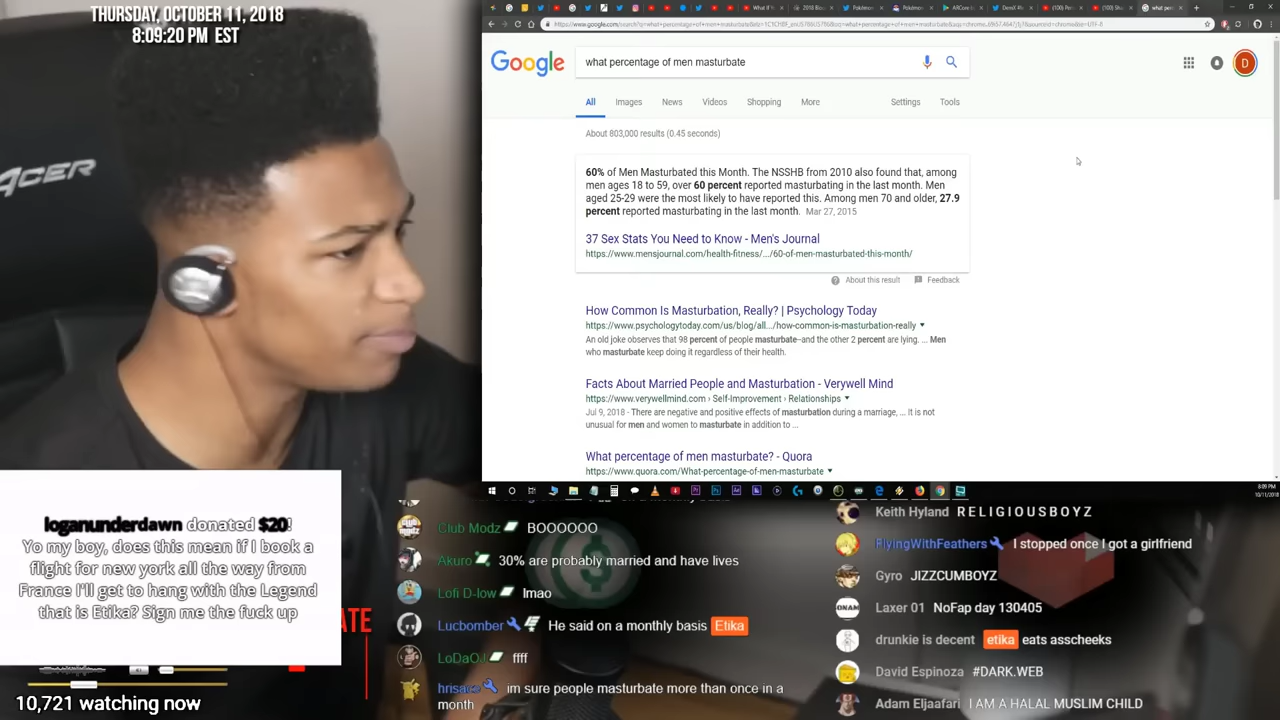 THURSDAY, OCTOBER 11, 2018
8:09:20 PM EST
ACER
Google
what percentage of men masturbate
D
All
Images
News
Videos
Shopping
More
Settings
Tools
About 803,000 results (0.45 seconds)
60% of Men Masturbated this Month. The NSSHB from 2010 also found that, among
men ages 18 to 59, over 60 percent reported masturbating in the last month. Men
aged 25-29 were the most likely to have reported this. Among men 70 and older, 27.9
percent reported masturbating in the last month. Mar 27, 2015
37 Sex Stats You Need to Know - Men's Journal
https://www.mensjournal.com/health-fitness/.../60-of-men-masturbated-this-month/
About this result
Feedback
How Common Is Masturbation, Really? | Psychology Today
https://www.psychologytoday.com/us/blog/all.../how-common-is-masturbation-really
An old joke observes that 98 percent of people masturbate--and the other 2 percent are lying. ... Men
who masturbate keep doing it regardless of their health.
Facts About Married People and Masturbation - Verywell Mind
https://www.verywellmind.com › Self-Improvement › Relationships
Jul 9, 2018 - There are negative and positive effects of masturbation during a marriage, ... It is not
unusual for men and women to masturbate in addition to ...
What percentage of men masturbate? - Quora
https://www.quora.com/What-percentage-of-men-masturbate
8:09 PM
10/11/2018
loganunderdawn donated $20!
Yo my boy, does this mean if I book a
flight for new york all the way from
France I'll get to hang with the Legend
that is Etika? Sign me the fuck up
10,721 watching now
Club Modz BOOOOOO
Akuro 30% are probably married and have lives
Lofi D-low lmao
Lucbomber He said on a monthly basis Etika
LoDaOJ ffff
im sure people masturbate more than once in a
month
Keith Hyland R E L I G I O U S B O Y Z
FlyingWithFeathers I stopped once I got a girlfriend
Gyro JIZZCUMBOYZ
Laxer 01 NoFap day 130405
drunkie is decent etika eats asscheeks
David Espinoza #DARK.WEB
Adam Eljaafari I AM A HALAL MUSLIM CHILD